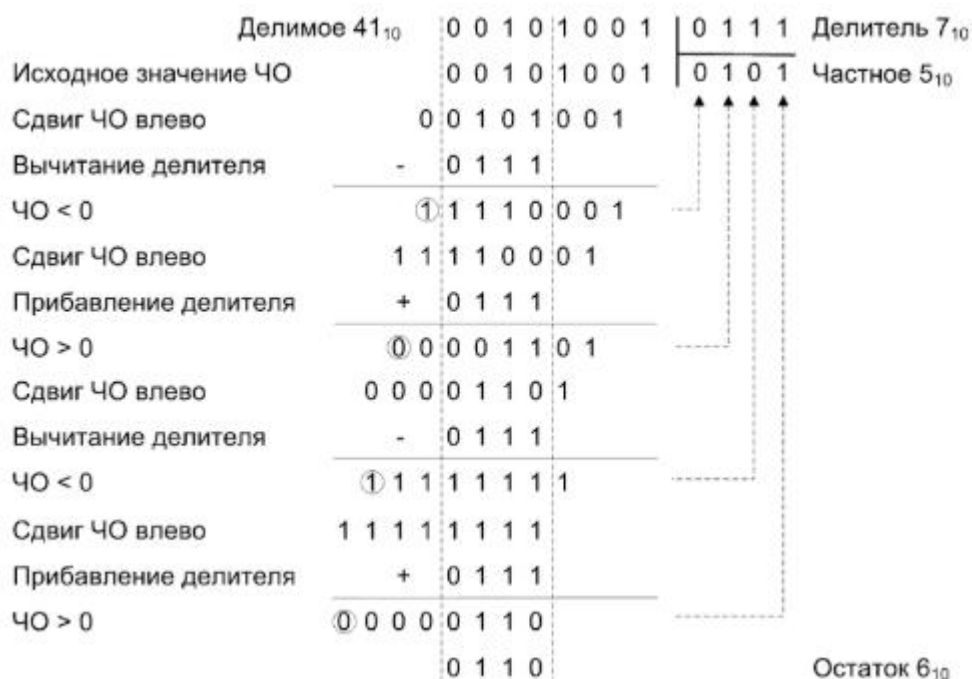 Делимое 41₁₀ 0 0 1 0 1 0 0 1 0 1 1 1 Делитель 7₁₀
Исходное значение ЧО 0 0 1 0 1 0 0 1 0 1 0 1 Частное 5₁₀
Сдвиг ЧО влево 0 0 1 0 1 0 0 1
Вычитание делителя - 0 1 1 1
ЧО < 0 1 1 1 1 0 0 0 1
Сдвиг ЧО влево 1 1 1 1 0 0 0 1
Прибавление делителя + 0 1 1 1
ЧО > 0 0 0 0 0 1 1 0 1
Сдвиг ЧО влево 0 0 0 0 1 1 0 1
Вычитание делителя - 0 1 1 1
ЧО < 0 1 1 1 1 1 1 1 1
Сдвиг ЧО влево 1 1 1 1 1 1 1 1
Прибавление делителя + 0 1 1 1
ЧО > 0 0 0 0 0 0 1 1 0
0 1 1 0 Остаток 6₁₀